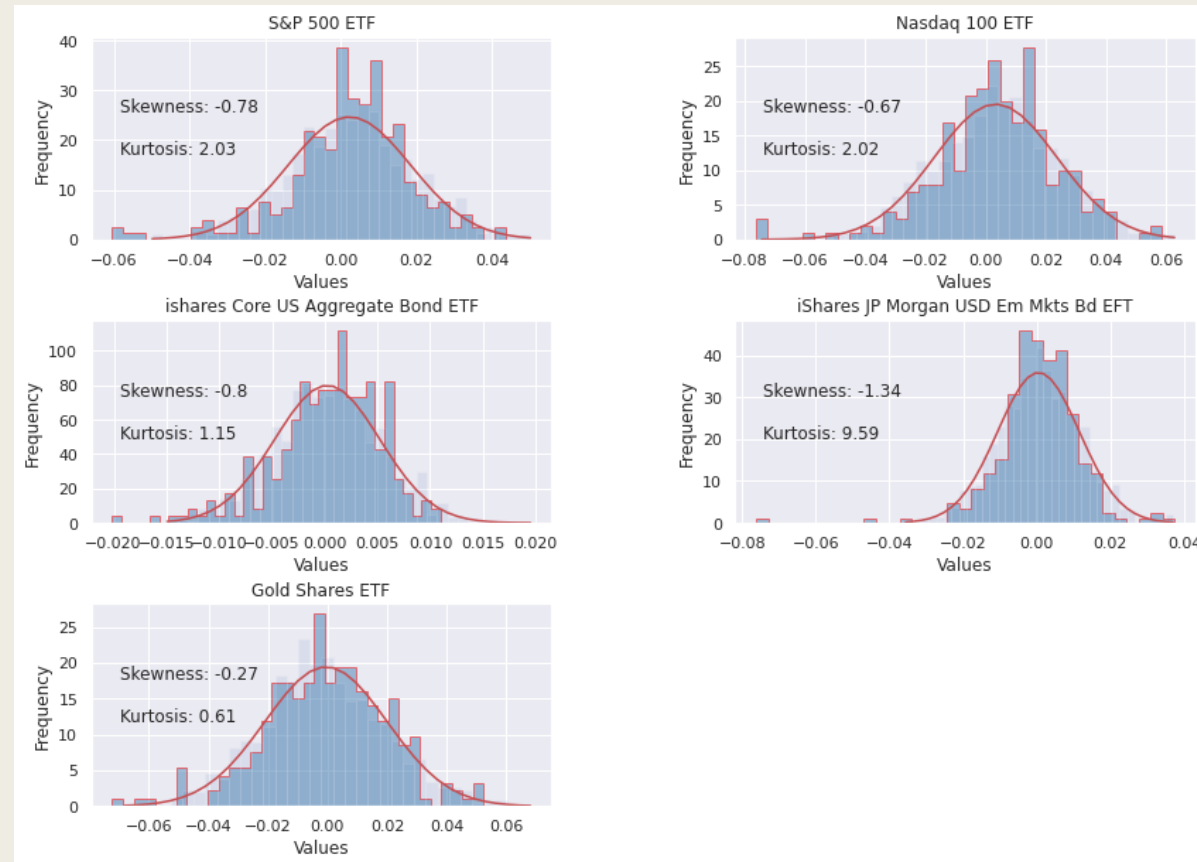 S&P 500 ETF
40
30
20
10
0
Frequency
Skewness: -0.78
Kurtosis: 2.03
−0.06 −0.04 −0.02 0.00 0.02 0.04
Values
Nasdaq 100 ETF
25
20
15
10
5
0
Frequency
Skewness: -0.67
Kurtosis: 2.02
−0.08 −0.06 −0.04 −0.02 0.00 0.02 0.04 0.06
Values
ishares Core US Aggregate Bond ETF
100
80
60
40
20
0
Frequency
Skewness: -0.8
Kurtosis: 1.15
−0.020 −0.015 −0.010 −0.005 0.000 0.005 0.010 0.015 0.020
Values
iShares JP Morgan USD Em Mkts Bd EFT
40
30
20
10
0
Frequency
Skewness: -1.34
Kurtosis: 9.59
−0.08 −0.06 −0.04 −0.02 0.00 0.02 0.04
Values
Gold Shares ETF
25
20
15
10
5
0
Frequency
Skewness: -0.27
Kurtosis: 0.61
−0.06 −0.04 −0.02 0.00 0.02 0.04 0.06
Values